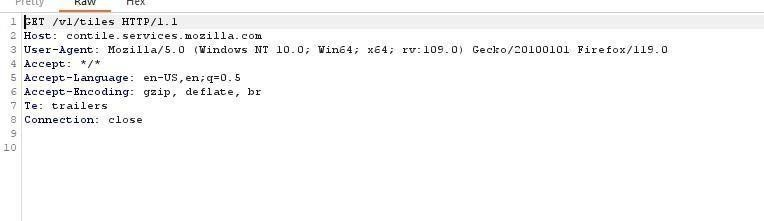 Pretty Raw Hex
1 GET /v1/tiles HTTP/1.1
2 Host: contile.services.mozilla.com
3 User-Agent: Mozilla/5.0 (Windows NT 10.0; Win64; x64; rv:109.0) Gecko/20100101 Firefox/119.0
4 Accept: */*
5 Accept-Language: en-US,en;q=0.5
6 Accept-Encoding: gzip, deflate, br
7 Te: trailers
8 Connection: close
9
10